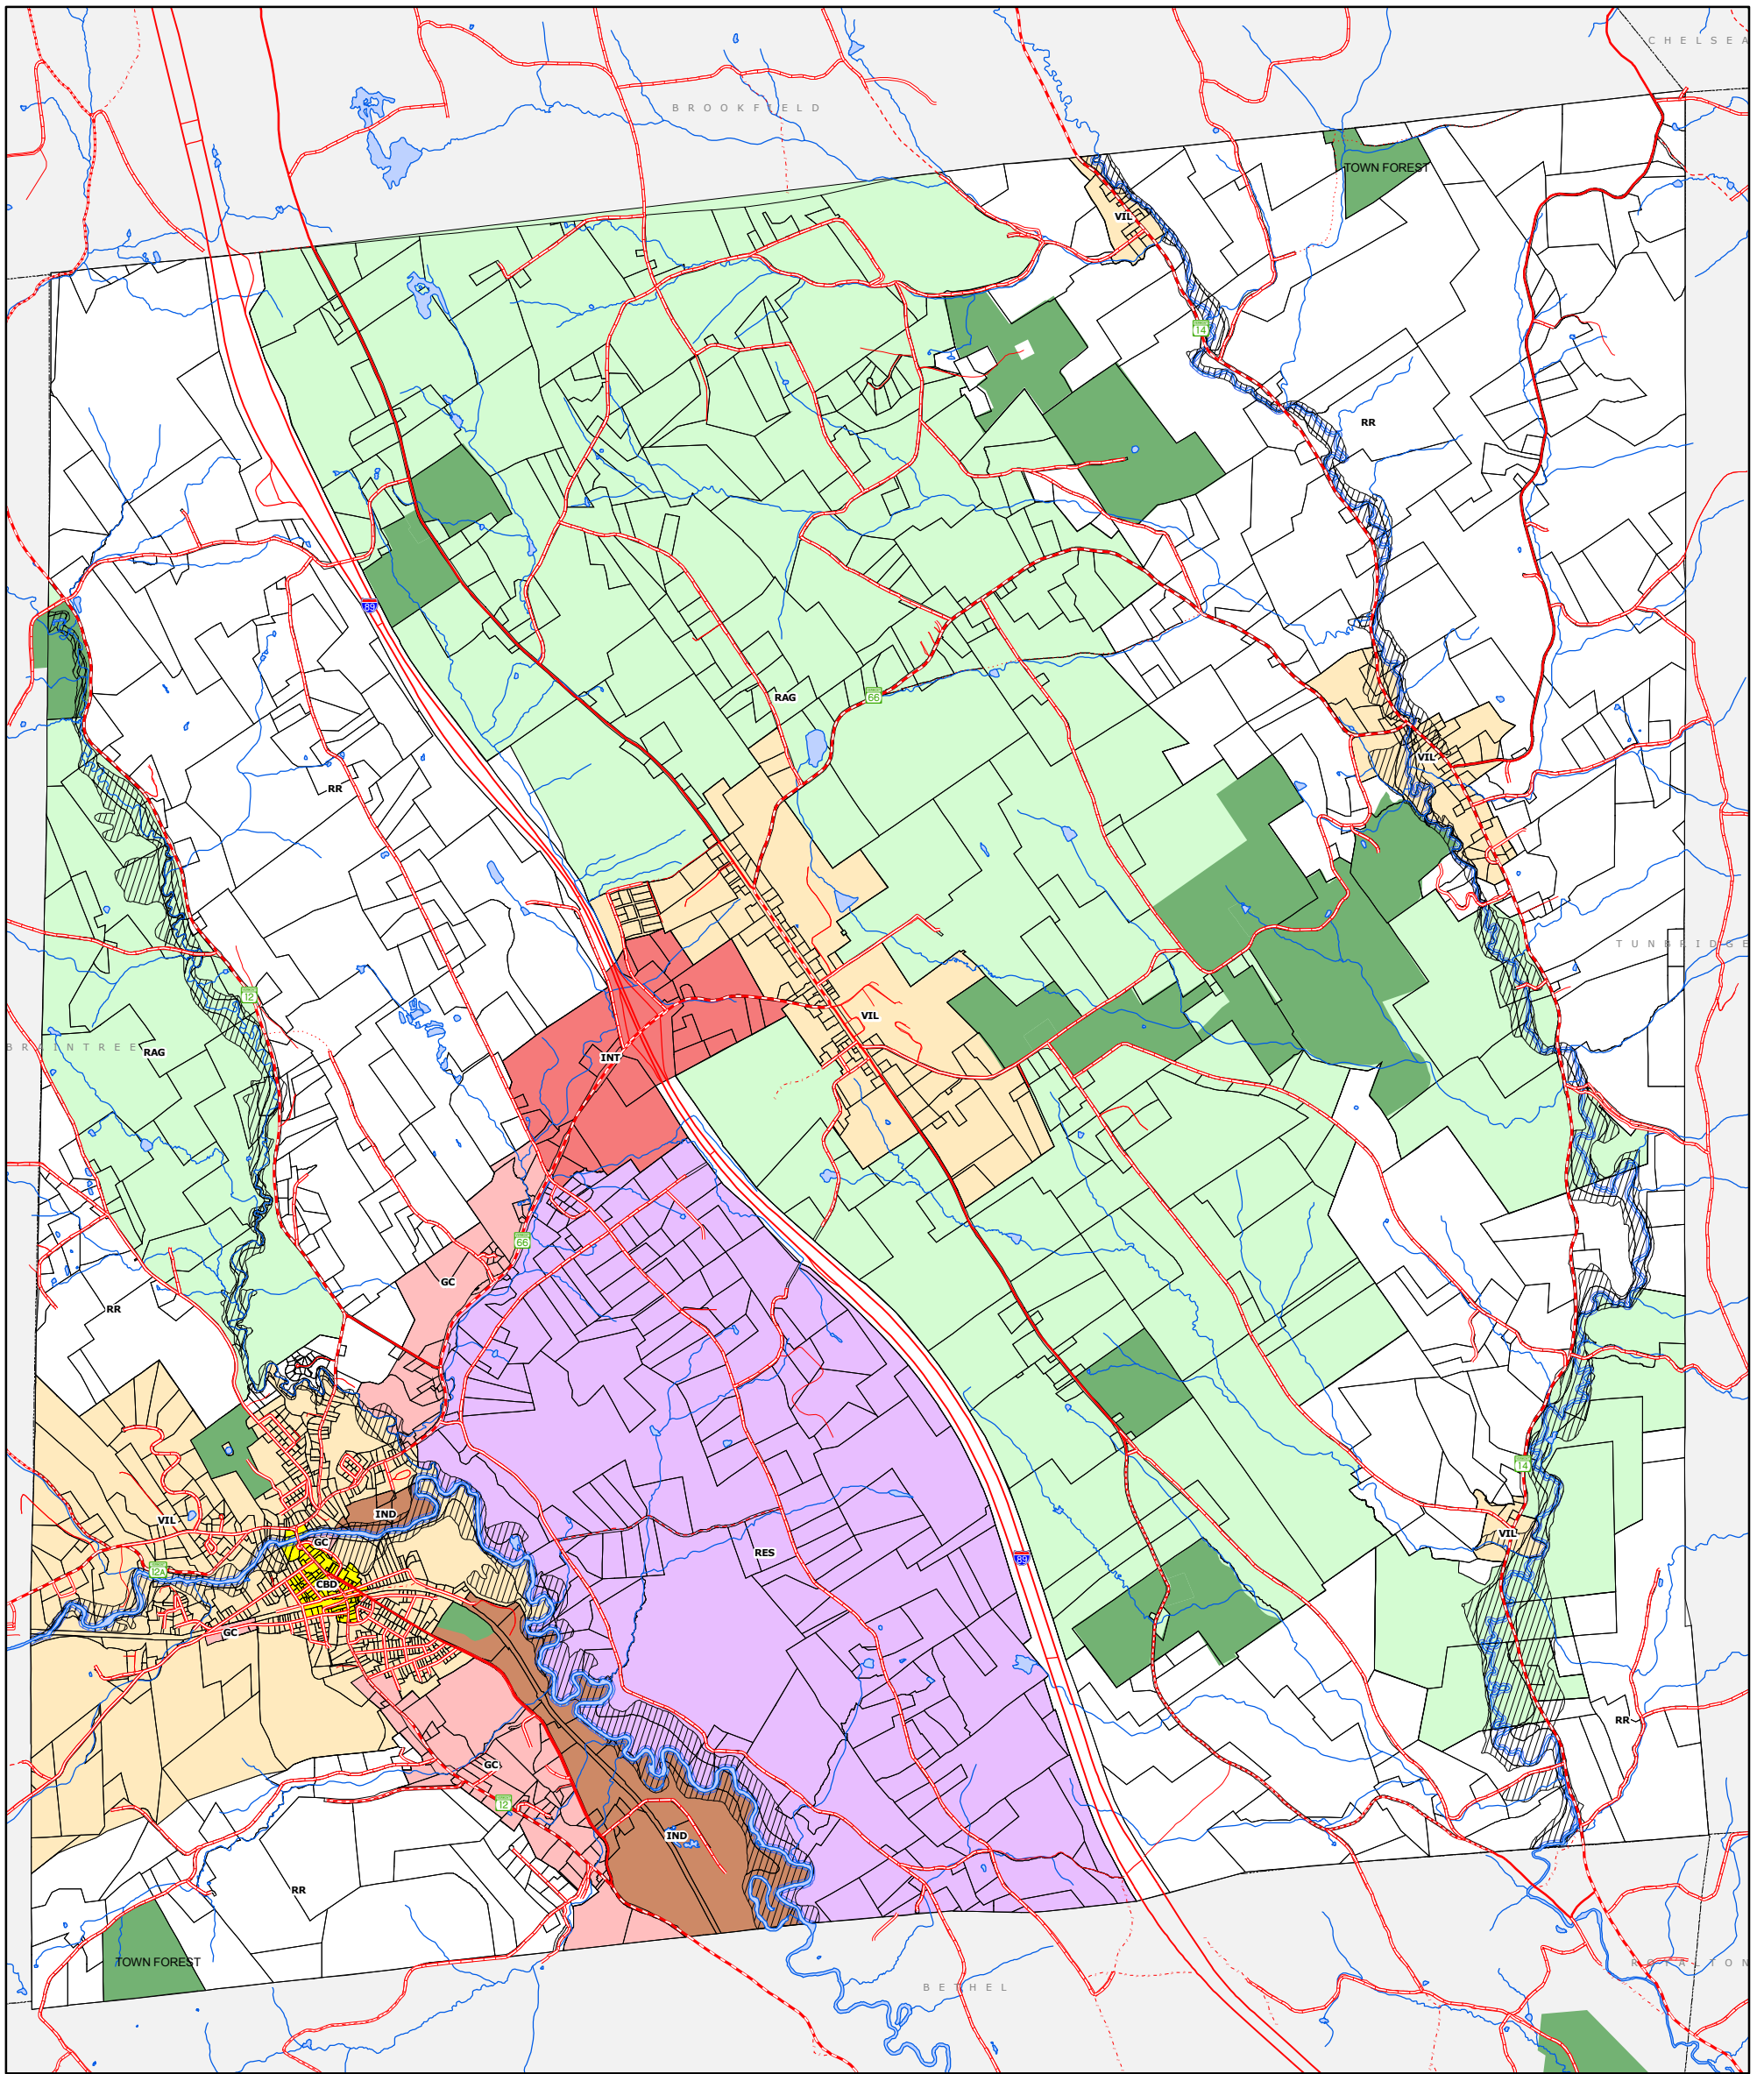 CHELSEA
BROOKFIELD
TOWN FOREST
VIL
14
RR
89
RAG
66
VIL
RR
TUNBRIDGE
12
VIL
BRAINTREE
RAG
INT
66
GC
RR
14
IND
VIL
VIL
GC
RES
89
12A
CBD
GC
RR
GC
12
IND
RR
TOWN FOREST
ROYALTON
BETHEL